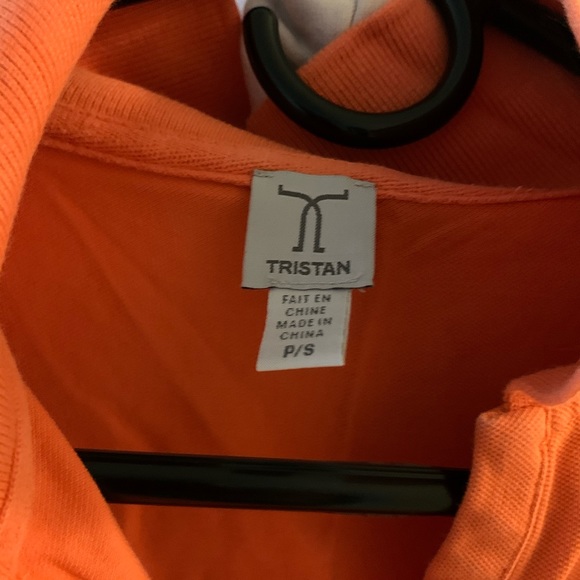 TRISTAN
FAIT EN
CHINE
MADE IN
CHINA
P/S